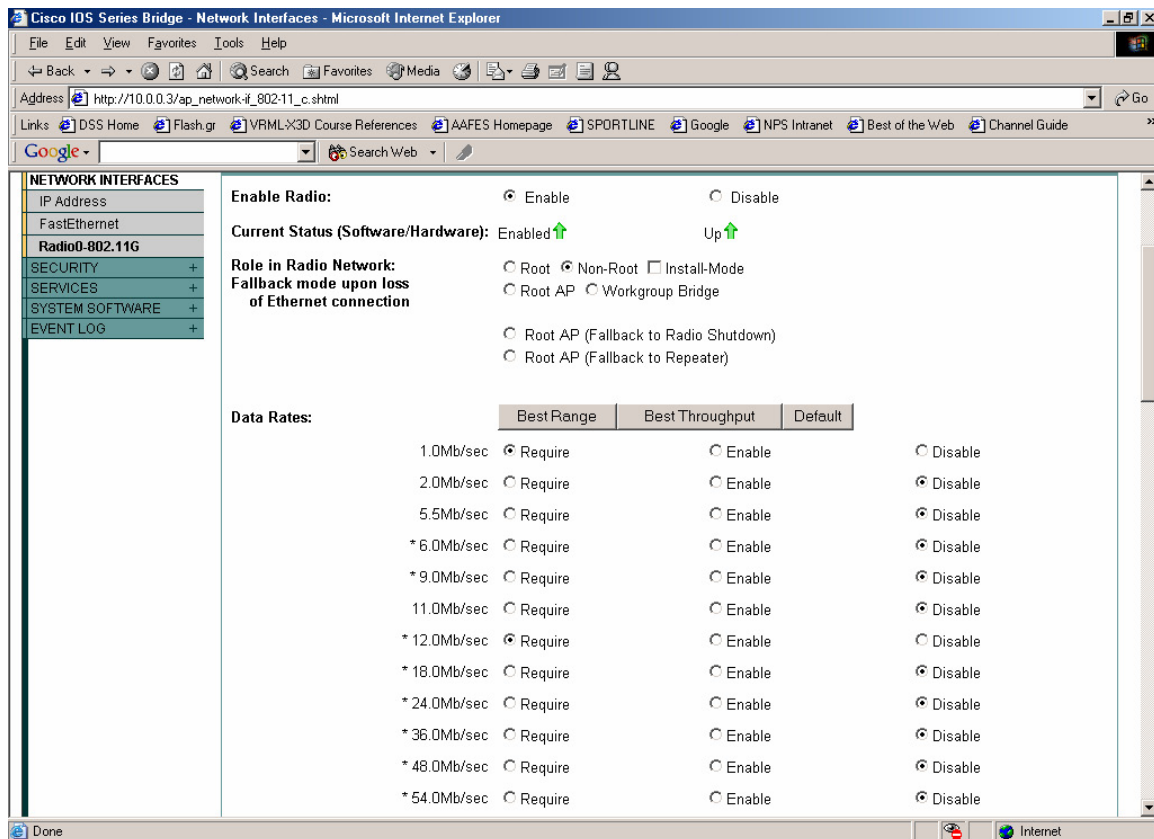 Cisco IOS Series Bridge - Network Interfaces - Microsoft Internet Explorer
File Edit View Favorites Tools Help
Back Search Favorites Media
Address http://10.0.0.3/ap_network-if_802-11_c.shtml Go
Links DSS Home Flash.gr VRML-X3D Course References AAFES Homepage SPORTLINE Google NPS Intranet Best of the Web Channel Guide »
Google Search Web
NETWORK INTERFACES
IP Address
FastEthernet
Radio0-802.11G
SECURITY +
SERVICES +
SYSTEM SOFTWARE +
EVENT LOG +
Enable Radio: Enable Disable
Current Status (Software/Hardware): Enabled Up
Role in Radio Network: Root Non-Root Install-Mode
Fallback mode upon loss Root AP Workgroup Bridge
of Ethernet connection
Root AP (Fallback to Radio Shutdown)
Root AP (Fallback to Repeater)
Data Rates: Best Range Best Throughput Default
1.0Mb/sec Require Enable Disable
2.0Mb/sec Require Enable Disable
5.5Mb/sec Require Enable Disable
* 6.0Mb/sec Require Enable Disable
* 9.0Mb/sec Require Enable Disable
11.0Mb/sec Require Enable Disable
* 12.0Mb/sec Require Enable Disable
* 18.0Mb/sec Require Enable Disable
* 24.0Mb/sec Require Enable Disable
* 36.0Mb/sec Require Enable Disable
* 48.0Mb/sec Require Enable Disable
* 54.0Mb/sec Require Enable Disable
Done Internet